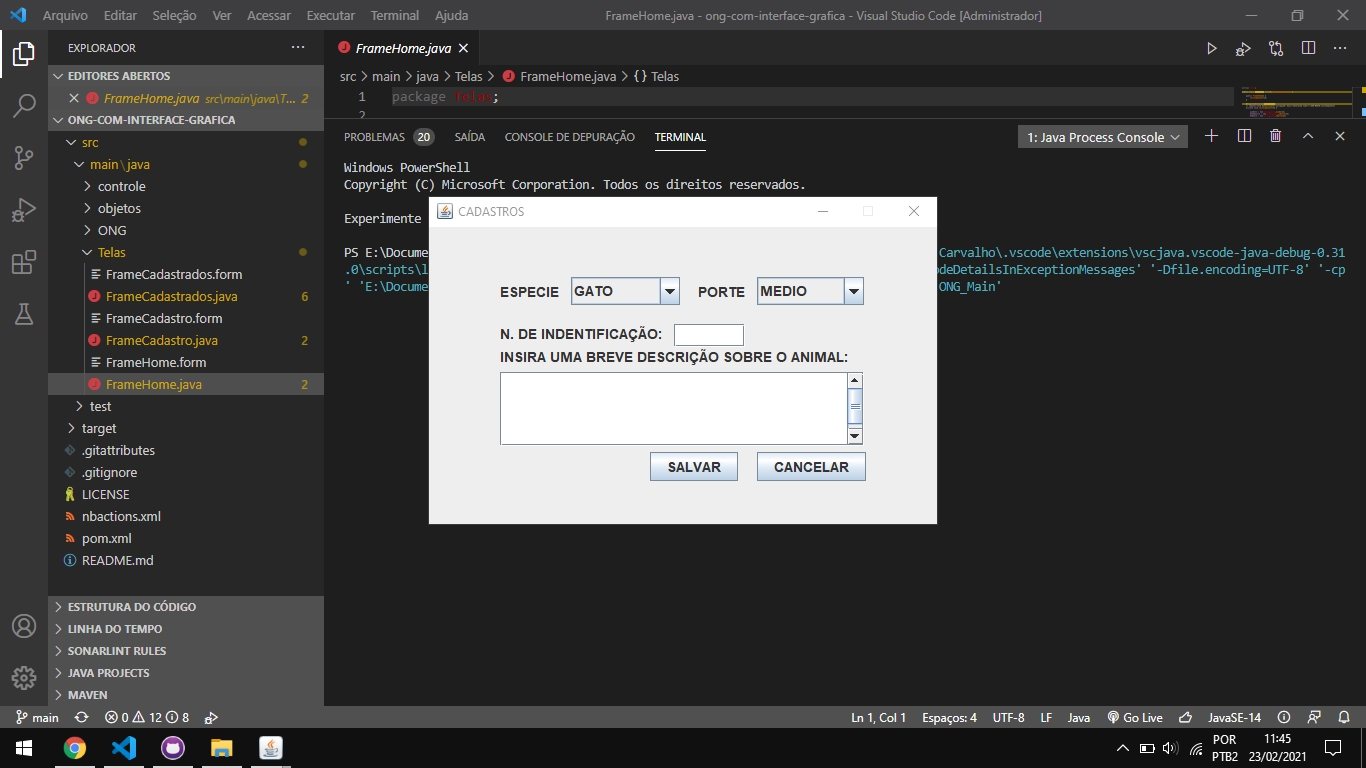 Arquivo Editar Seleção Ver Acessar Executar Terminal Ajuda FrameHome.java - ong-com-interface-grafica - Visual Studio Code [Administrador]
EXPLORADOR
EDITORES ABERTOS
FrameHome.java src\main\java\T... 2
ONG-COM-INTERFACE-GRAFICA
src
main\java
controle
objetos
ONG
Telas
FrameCadastrados.form
FrameCadastrados.java 6
FrameCadastro.form
FrameCadastro.java 2
FrameHome.form
FrameHome.java 2
test
target
.gitattributes
.gitignore
LICENSE
nbactions.xml
pom.xml
README.md
ESTRUTURA DO CÓDIGO
LINHA DO TEMPO
SONARLINT RULES
JAVA PROJECTS
MAVEN
FrameHome.java
src > main > java > Telas > FrameHome.java > {} Telas
1 package Telas;
2
PROBLEMAS 20 SAÍDA CONSOLE DE DEPURAÇÃO TERMINAL 1: Java Process Console
Windows PowerShell
Copyright (C) Microsoft Corporation. Todos os direitos reservados.
Experimente
PS E:\Docume Carvalho\.vscode\extensions\vscjava.vscode-java-debug-0.31
.0\scripts\l odeDetailsInExceptionMessages' '-Dfile.encoding=UTF-8' '-cp
' 'E:\Docume ONG_Main'
CADASTROS
ESPECIE GATO PORTE MEDIO
N. DE INDENTIFICAÇÃO:
INSIRA UMA BREVE DESCRIÇÃO SOBRE O ANIMAL:
SALVAR CANCELAR
main 0 12 8 Ln 1, Col 1 Espaços: 4 UTF-8 LF Java Go Live JavaSE-14
POR 11:45
PTB2 23/02/2021